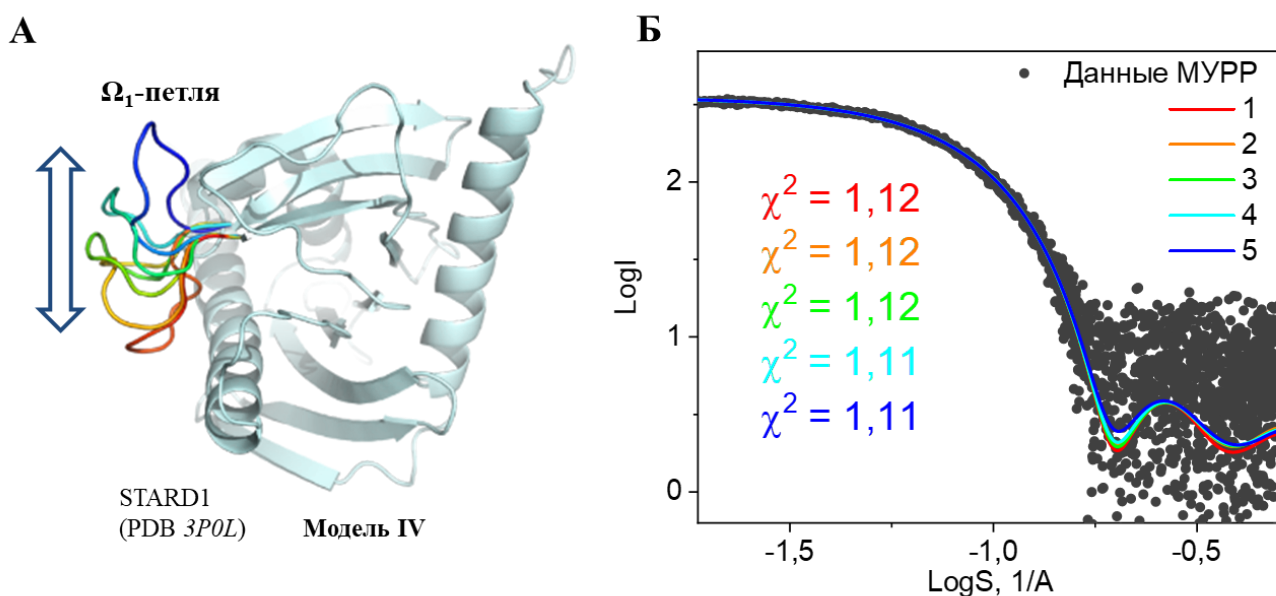 А
Ω₁-петля
STARD1
(PDB 3P0L)
Модель IV
Б
Данные МУРР
1
2
3
4
5
χ² = 1,12
χ² = 1,12
χ² = 1,12
χ² = 1,11
χ² = 1,11
LogI
2
1
0
-1,5
-1,0
-0,5
LogS, 1/A